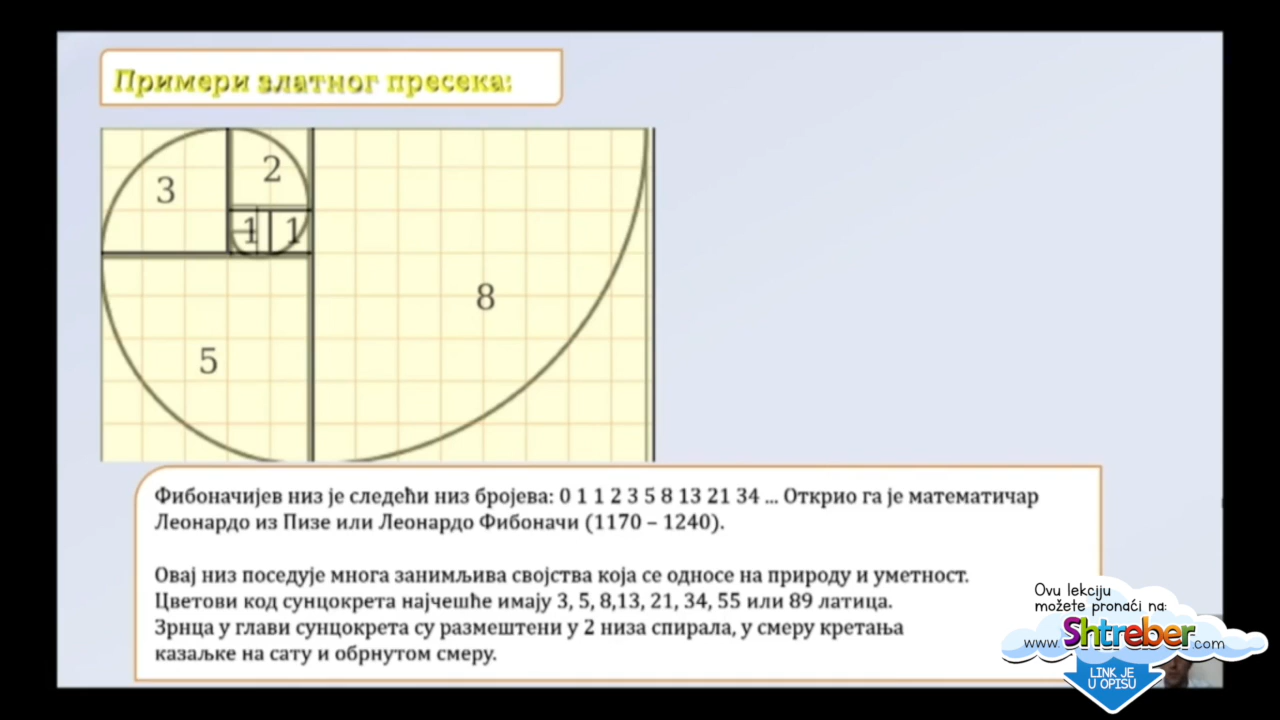 Примери златног пресека:
3
2
1
1
8
5
Фибоначијев низ је следећи низ бројева: 0 1 1 2 3 5 8 13 21 34 ... Открио га је математичар
Леонардо из Пизе или Леонардо Фибоначи (1170 – 1240).
Овај низ поседује многа занимљива својства која се односе на природу и уметност.
Цветови код сунцокрета најчешће имају 3, 5, 8,13, 21, 34, 55 или 89 латица.
Зрнца у глави сунцокрета су размештени у 2 низа спирала, у смеру кретања
казаљке на сату и обрнутом смеру.
Ovu lekciju
možete pronaći na:
www.Shtreber.com
LINK JE
U OPISU